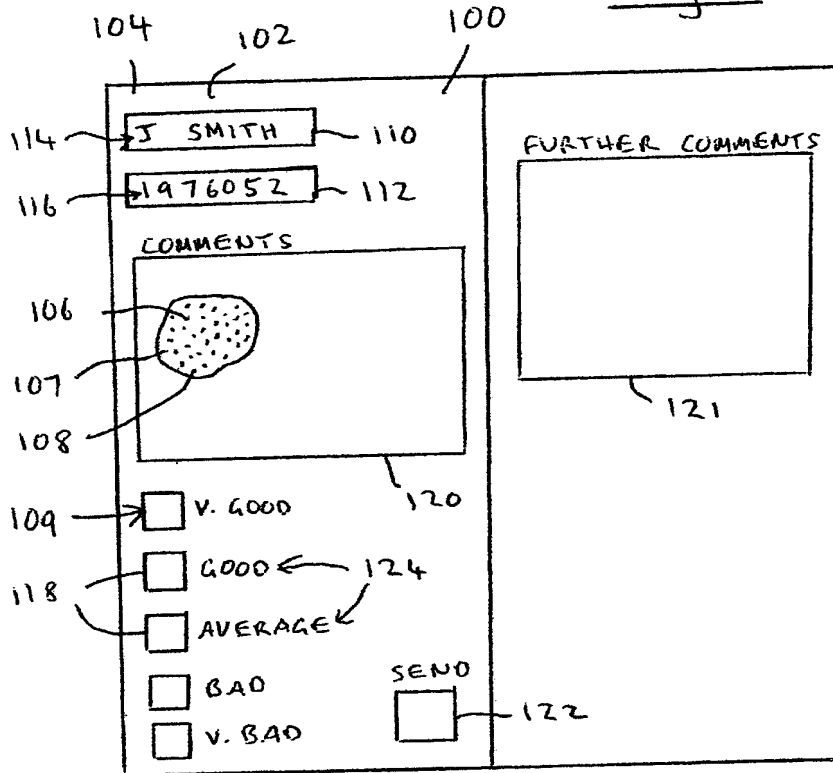 104 102 100
114 J SMITH 110
FURTHER COMMENTS
116 1976052 112
COMMENTS
106
107
108
121
120
109 V. GOOD
118 GOOD 124
AVERAGE
SEND
BAD
122
V. BAD